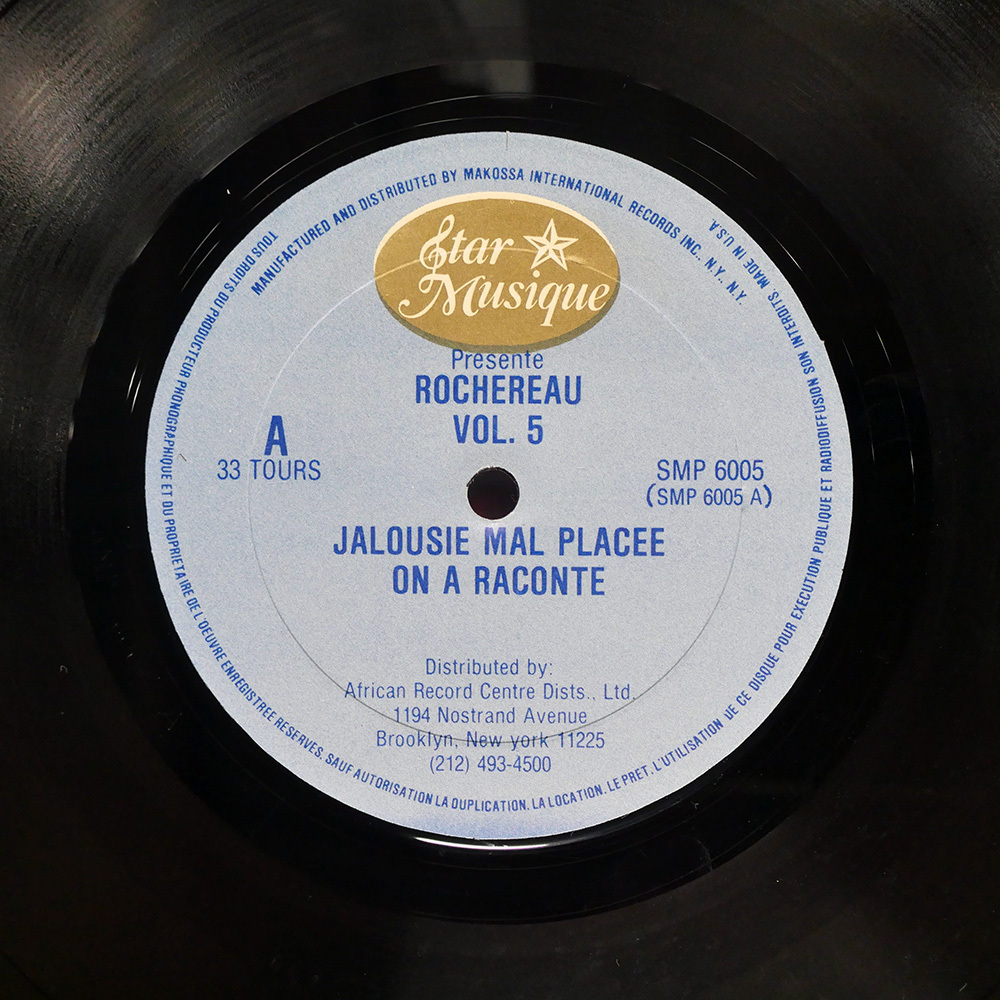 MANUFACTURED AND DISTRIBUTED BY MAKOSSA INTERNATIONAL RECORDS INC., N.Y., N.Y.
TOUS DROITS DU PRODUCTEUR PHONOGRAPHIQUE ET DU PROPRIETAIRE DE L'OEUVRE ENREGISTREE RESERVES, SAUF AUTORISATION LA DUPLICATION, LA LOCATION, LE PRET, L'UTILISATION DE CE DISQUE POUR EXECUTION PUBLIQUE ET RADIODIFFUSION SON INTERDITS. MADE IN U.S.A.
Star
Musique
Presente
ROCHEREAU
VOL. 5
A
33 TOURS
SMP 6005
(SMP 6005 A)
JALOUSIE MAL PLACEE
ON A RACONTE
Distributed by:
African Record Centre Dists., Ltd.
1194 Nostrand Avenue
Brooklyn, New york 11225
(212) 493-4500